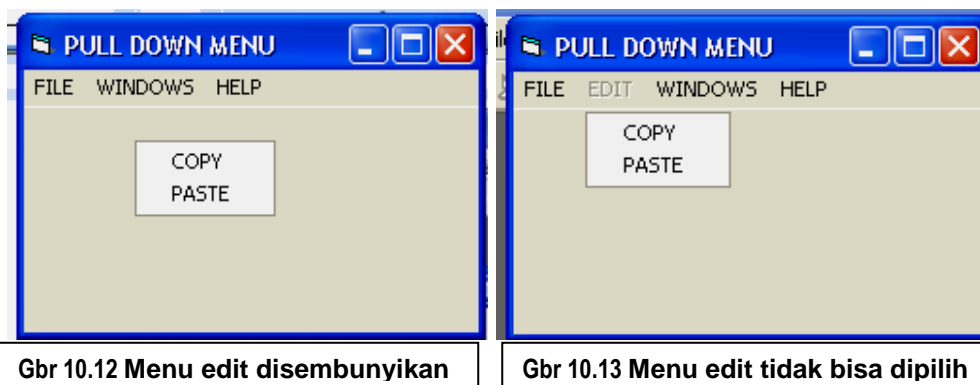 PULL DOWN MENU
FILE WINDOWS HELP
COPY
PASTE
Gbr 10.12 Menu edit disembunyikan
PULL DOWN MENU
FILE EDIT WINDOWS HELP
COPY
PASTE
Gbr 10.13 Menu edit tidak bisa dipilih